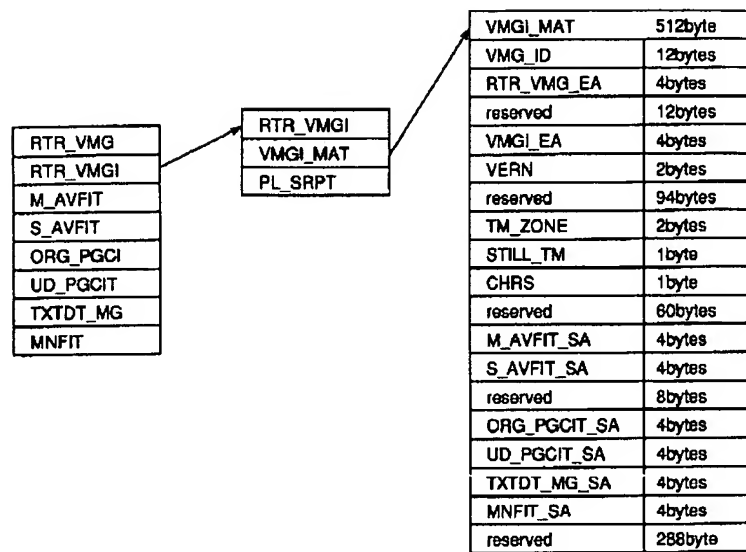 RTR_VMG
RTR_VMGI
M_AVFIT
S_AVFIT
ORG_PGCI
UD_PGCIT
TXTDT_MG
MNFIT
RTR_VMGI
VMGI_MAT
PL_SRPT
VMGI_MAT 512byte
VMG_ID 12bytes
RTR_VMG_EA 4bytes
reserved 12bytes
VMGI_EA 4bytes
VERN 2bytes
reserved 94bytes
TM_ZONE 2bytes
STILL_TM 1byte
CHRS 1byte
reserved 60bytes
M_AVFIT_SA 4bytes
S_AVFIT_SA 4bytes
reserved 8bytes
ORG_PGCIT_SA 4bytes
UD_PGCIT_SA 4bytes
TXTDT_MG_SA 4bytes
MNFIT_SA 4bytes
reserved 288byte